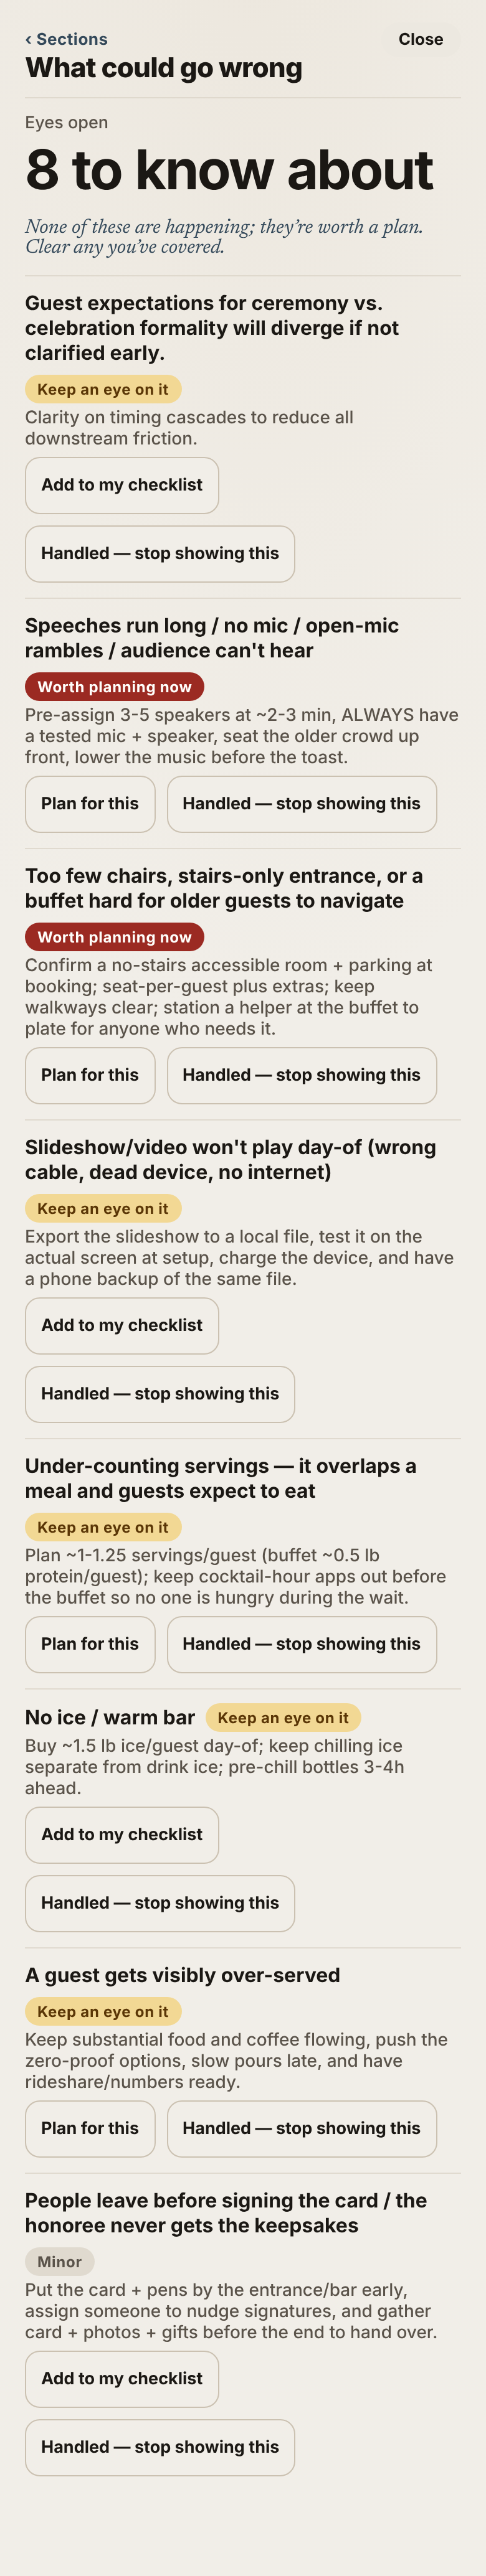 ‹ Sections
Close
What could go wrong
Eyes open
8 to know about
None of these are happening; they’re worth a plan.
Clear any you’ve covered.
Guest expectations for ceremony vs.
celebration formality will diverge if not
clarified early.
Keep an eye on it
Clarity on timing cascades to reduce all
downstream friction.
Add to my checklist
Handled — stop showing this
Speeches run long / no mic / open-mic
rambles / audience can't hear
Worth planning now
Pre-assign 3-5 speakers at ~2-3 min, ALWAYS have
a tested mic + speaker, seat the older crowd up
front, lower the music before the toast.
Plan for this
Handled — stop showing this
Too few chairs, stairs-only entrance, or a
buffet hard for older guests to navigate
Worth planning now
Confirm a no-stairs accessible room + parking at
booking; seat-per-guest plus extras; keep
walkways clear; station a helper at the buffet to
plate for anyone who needs it.
Plan for this
Handled — stop showing this
Slideshow/video won't play day-of (wrong
cable, dead device, no internet)
Keep an eye on it
Export the slideshow to a local file, test it on the
actual screen at setup, charge the device, and have
a phone backup of the same file.
Add to my checklist
Handled — stop showing this
Under-counting servings — it overlaps a
meal and guests expect to eat
Keep an eye on it
Plan ~1-1.25 servings/guest (buffet ~0.5 lb
protein/guest); keep cocktail-hour apps out before
the buffet so no one is hungry during the wait.
Plan for this
Handled — stop showing this
No ice / warm bar
Keep an eye on it
Buy ~1.5 lb ice/guest day-of; keep chilling ice
separate from drink ice; pre-chill bottles 3-4h
ahead.
Add to my checklist
Handled — stop showing this
A guest gets visibly over-served
Keep an eye on it
Keep substantial food and coffee flowing, push the
zero-proof options, slow pours late, and have
rideshare/numbers ready.
Plan for this
Handled — stop showing this
People leave before signing the card / the
honoree never gets the keepsakes
Minor
Put the card + pens by the entrance/bar early,
assign someone to nudge signatures, and gather
card + photos + gifts before the end to hand over.
Add to my checklist
Handled — stop showing this